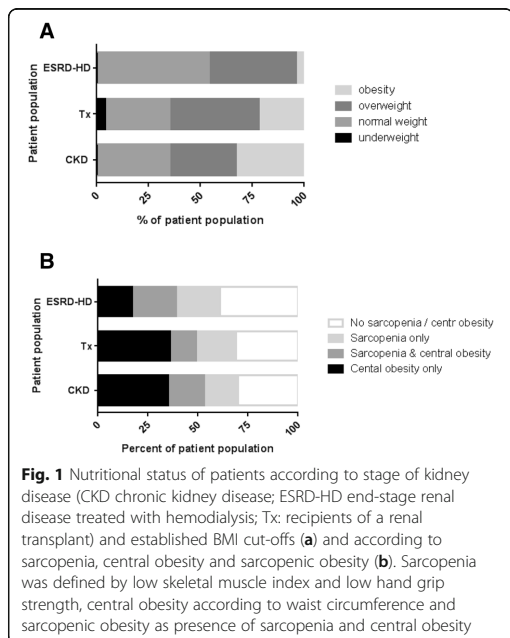 A
Patient population
ESRD-HD
Tx
CKD
0
25
50
75
100
% of patient population
obesity
overweight
normal weight
underweight
B
Patient population
ESRD-HD
Tx
CKD
0
25
50
75
100
Percent of patient population
No sarcopenia / centr obesity
Sarcopenia only
Sarcopenia & central obesity
Cental obesity only
Fig. 1 Nutritional status of patients according to stage of kidney
disease (CKD chronic kidney disease; ESRD-HD end-stage renal
disease treated with hemodialysis; Tx: recipients of a renal
transplant) and established BMI cut-offs (a) and according to
sarcopenia, central obesity and sarcopenic obesity (b). Sarcopenia
was defined by low skeletal muscle index and low hand grip
strength, central obesity according to waist circumference and
sarcopenic obesity as presence of sarcopenia and central obesity